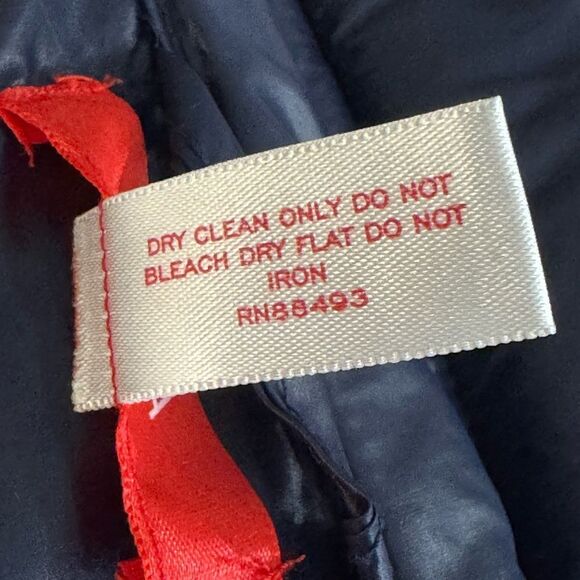 DRY CLEAN ONLY DO NOT
BLEACH DRY FLAT DO NOT
IRON
RN88493